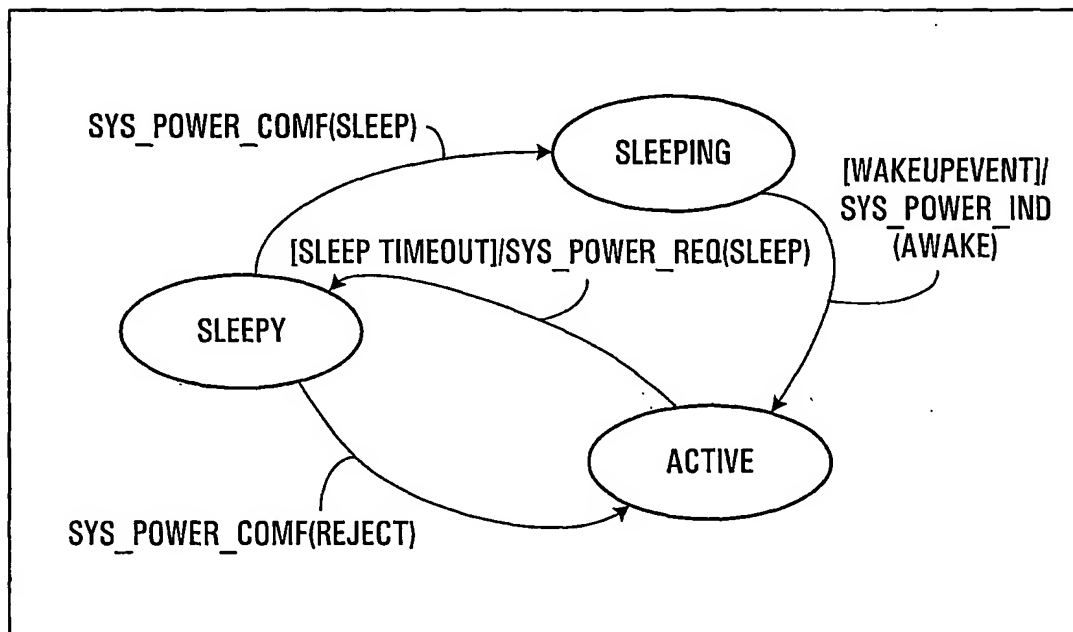 SYS_POWER_COMF(SLEEP)
SLEEPING
[WAKEUPEVENT]/
SYS_POWER_IND
(AWAKE)
[SLEEP TIMEOUT]/SYS_POWER_REQ(SLEEP)
SLEEPY
ACTIVE
SYS_POWER_COMF(REJECT)